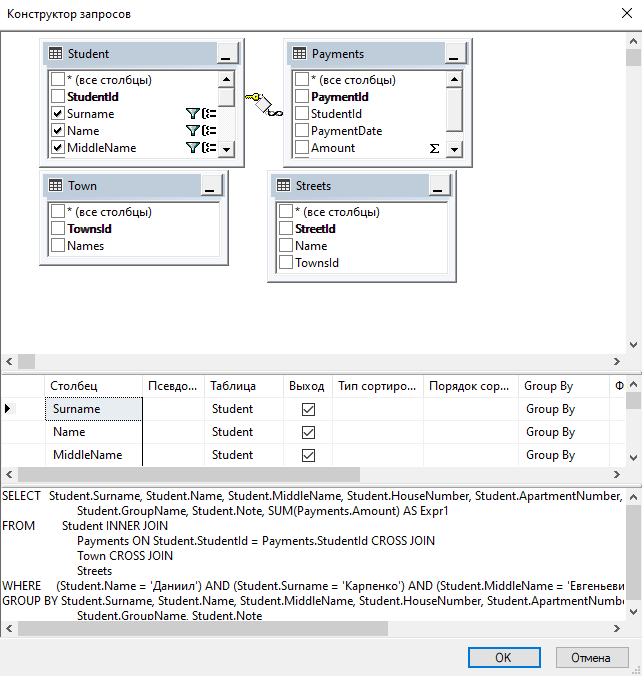 Конструктор запросов
Student
* (все столбцы)
StudentId
Surname
Name
MiddleName
Payments
* (все столбцы)
PaymentId
StudentId
PaymentDate
Amount
Town
* (все столбцы)
TownsId
Names
Streets
* (все столбцы)
StreetId
Name
TownsId
Столбец Псевдо... Таблица Выход Тип сортиро... Порядок сор... Group By Ф
Surname Student Group By
Name Student Group By
MiddleName Student Group By
SELECT Student.Surname, Student.Name, Student.MiddleName, Student.HouseNumber, Student.ApartmentNumber,
Student.GroupName, Student.Note, SUM(Payments.Amount) AS Expr1
FROM Student INNER JOIN
Payments ON Student.StudentId = Payments.StudentId CROSS JOIN
Town CROSS JOIN
Streets
WHERE (Student.Name = 'Даниил') AND (Student.Surname = 'Карпенко') AND (Student.MiddleName = 'Евгеньеви
GROUP BY Student.Surname, Student.Name, Student.MiddleName, Student.HouseNumber, Student.ApartmentNumbe
Student.GroupName, Student.Note
OK Отмена